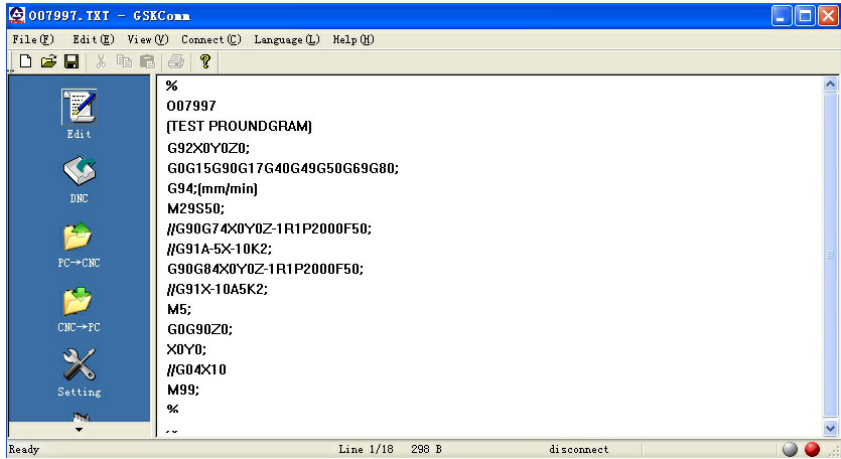 O07997.TXT - GSKComm
File(F) Edit(E) View(V) Connect(C) Language(L) Help(H)
Edit
DNC
PC→CNC
CNC→PC
Setting
%
O07997
(TEST PROUNDGRAM)
G92X0Y0Z0;
G0G15G90G17G40G49G50G69G80;
G94;(mm/min)
M29S50;
//G90G74X0Y0Z-1R1P2000F50;
//G91A-5X-10K2;
G90G84X0Y0Z-1R1P2000F50;
//G91X-10A5K2;
M5;
G0G90Z0;
X0Y0;
//G04X10
M99;
%
Ready Line 1/18 298 B disconnect